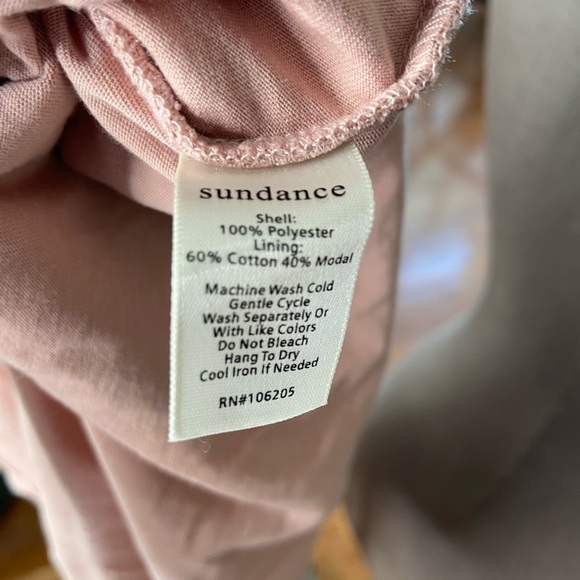 sundance
Shell:
100% Polyester
Lining:
60% Cotton 40% Modal
Machine Wash Cold
Gentle Cycle
Wash Separately Or
With Like Colors
Do Not Bleach
Hang To Dry
Cool Iron If Needed
RN#106205